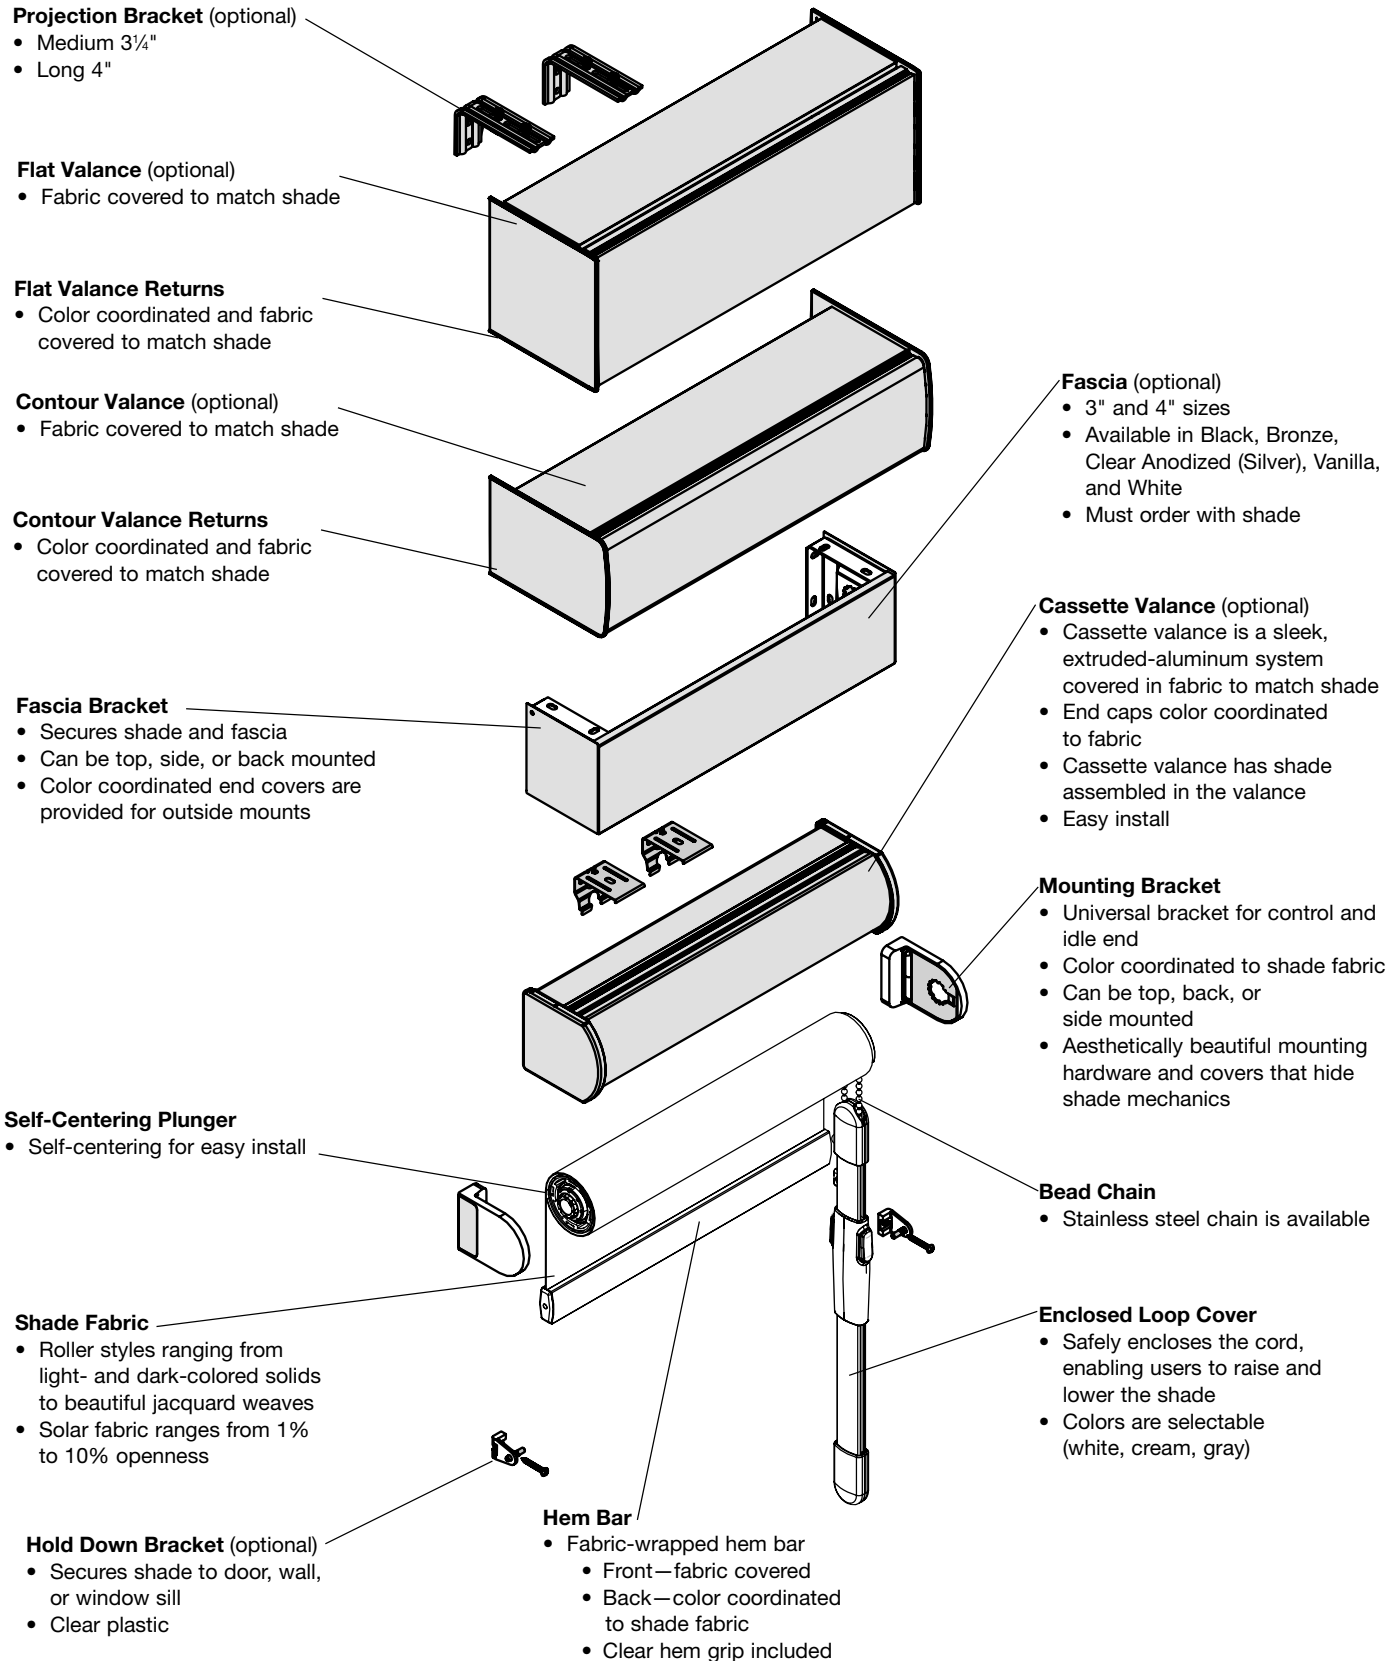 Projection Bracket (optional)
• Medium 3¼"
• Long 4"
Flat Valance (optional)
• Fabric covered to match shade
Flat Valance Returns
• Color coordinated and fabric
covered to match shade
Contour Valance (optional)
• Fabric covered to match shade
Contour Valance Returns
• Color coordinated and fabric
covered to match shade
Fascia Bracket
• Secures shade and fascia
• Can be top, side, or back mounted
• Color coordinated end covers are
provided for outside mounts
Self-Centering Plunger
• Self-centering for easy install
Shade Fabric
• Roller styles ranging from
light- and dark-colored solids
to beautiful jacquard weaves
• Solar fabric ranges from 1%
to 10% openness
Hold Down Bracket (optional)
• Secures shade to door, wall,
or window sill
• Clear plastic
Hem Bar
• Fabric-wrapped hem bar
• Front—fabric covered
• Back—color coordinated
to shade fabric
• Clear hem grip included
Fascia (optional)
• 3" and 4" sizes
• Available in Black, Bronze,
Clear Anodized (Silver), Vanilla,
and White
• Must order with shade
Cassette Valance (optional)
• Cassette valance is a sleek,
extruded-aluminum system
covered in fabric to match shade
• End caps color coordinated
to fabric
• Cassette valance has shade
assembled in the valance
• Easy install
Mounting Bracket
• Universal bracket for control and
idle end
• Color coordinated to shade fabric
• Can be top, back, or
side mounted
• Aesthetically beautiful mounting
hardware and covers that hide
shade mechanics
Bead Chain
• Stainless steel chain is available
Enclosed Loop Cover
• Safely encloses the cord,
enabling users to raise and
lower the shade
• Colors are selectable
(white, cream, gray)